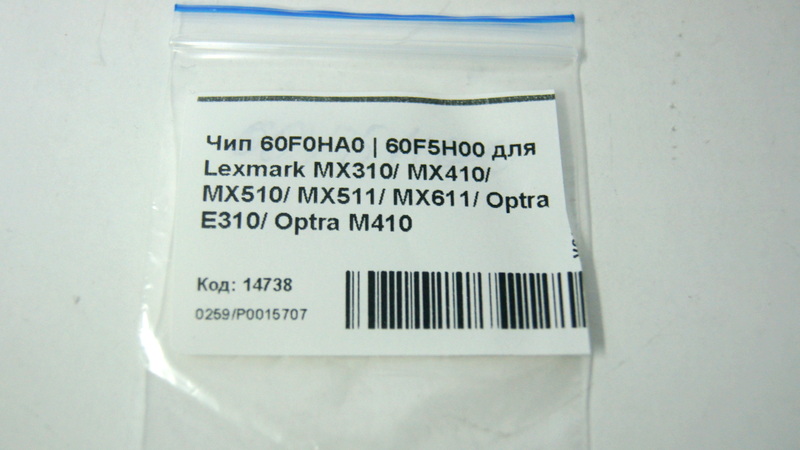 Чип 60F0HA0 | 60F5H00 для
Lexmark MX310/ MX410/
MX510/ MX511/ MX611/ Optra
E310/ Optra M410
Код: 14738
0259/P0015707